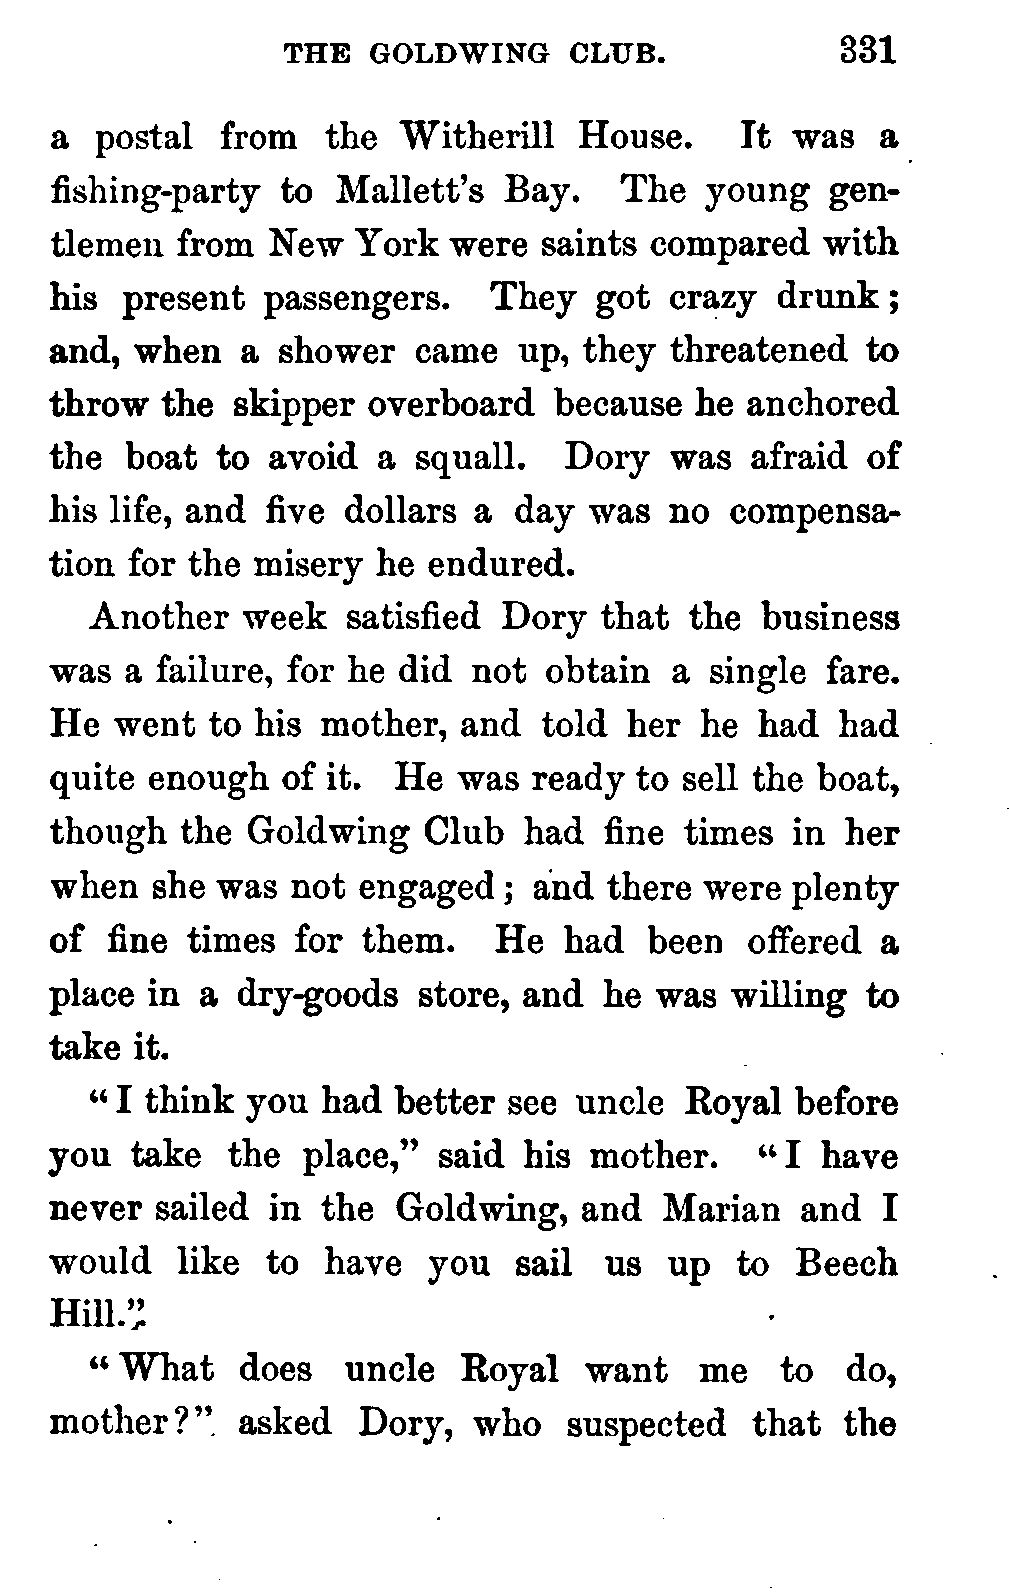 THE GOLDWING CLUB. 331
a postal from the Witherill House. It was a
fishing-party to Mallett's Bay. The young gen-
tlemen from New York were saints compared with
his present passengers. They got crazy drunk;
and, when a shower came up, they threatened to
throw the skipper overboard because he anchored
the boat to avoid a squall. Dory was afraid of
his life, and five dollars a day was no compensa-
tion for the misery he endured.
Another week satisfied Dory that the business
was a failure, for he did not obtain a single fare.
He went to his mother, and told her he had had
quite enough of it. He was ready to sell the boat,
though the Goldwing Club had fine times in her
when she was not engaged; and there were plenty
of fine times for them. He had been offered a
place in a dry-goods store, and he was willing to
take it.
"I think you had better see uncle Royal before
you take the place," said his mother. "I have
never sailed in the Goldwing, and Marian and I
would like to have you sail us up to Beech
Hill."
"What does uncle Royal want me to do,
mother?" asked Dory, who suspected that the